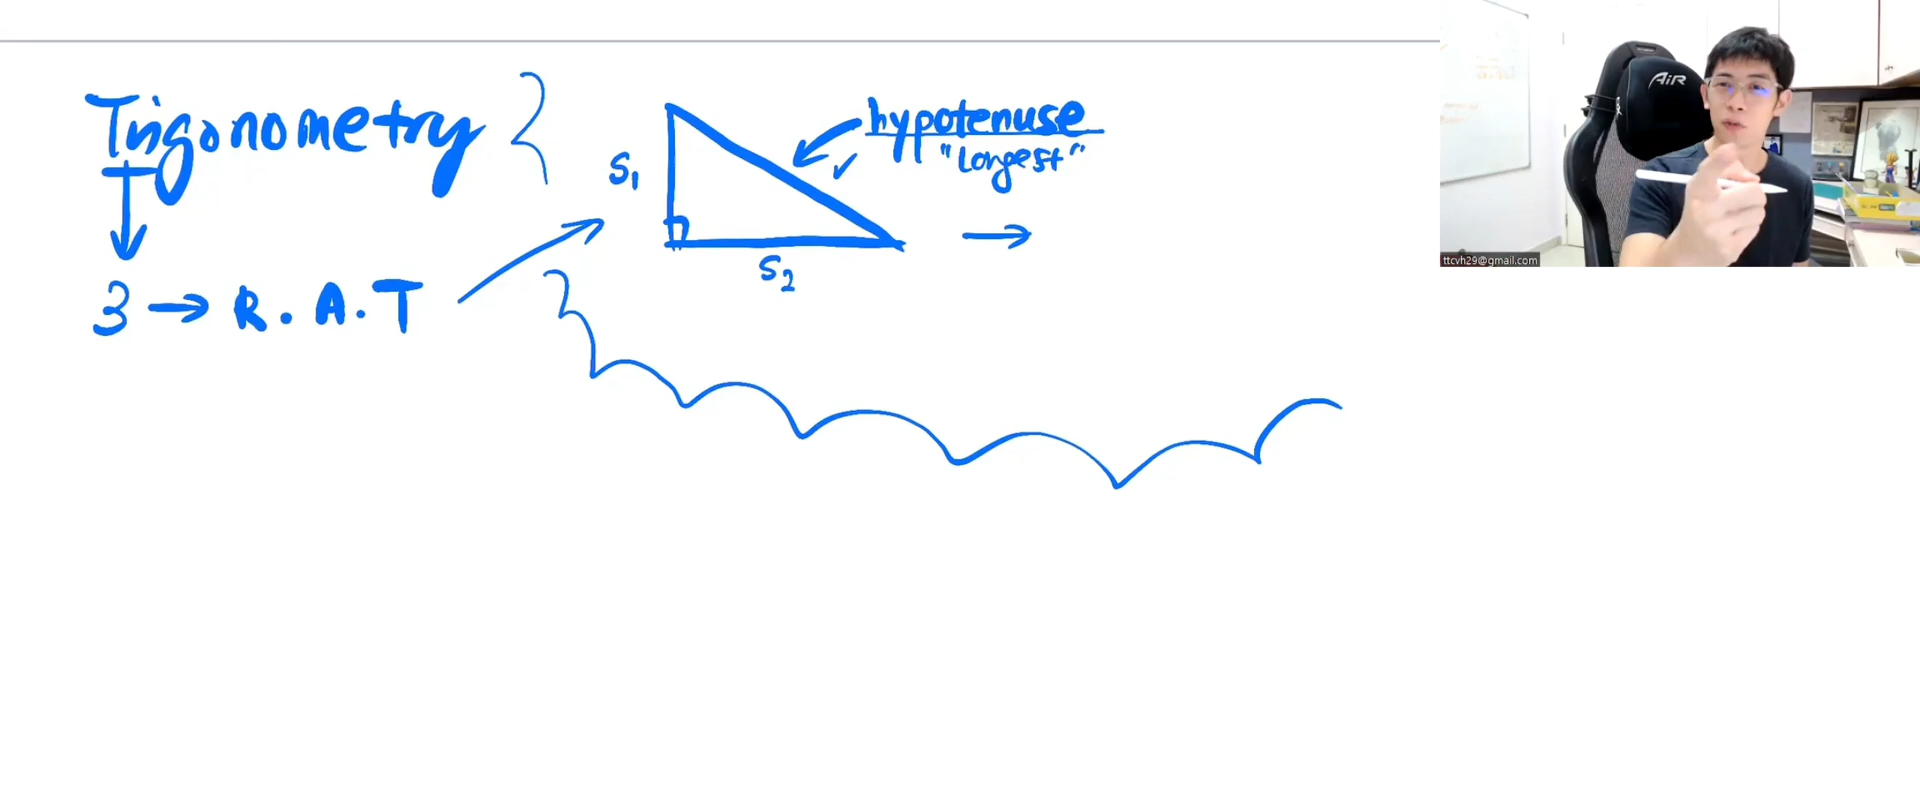 Trigonometry
hypotenuse
"Longest"
S1
S2
3 → R.A.T
AiR
ttcvh29@gmail.com